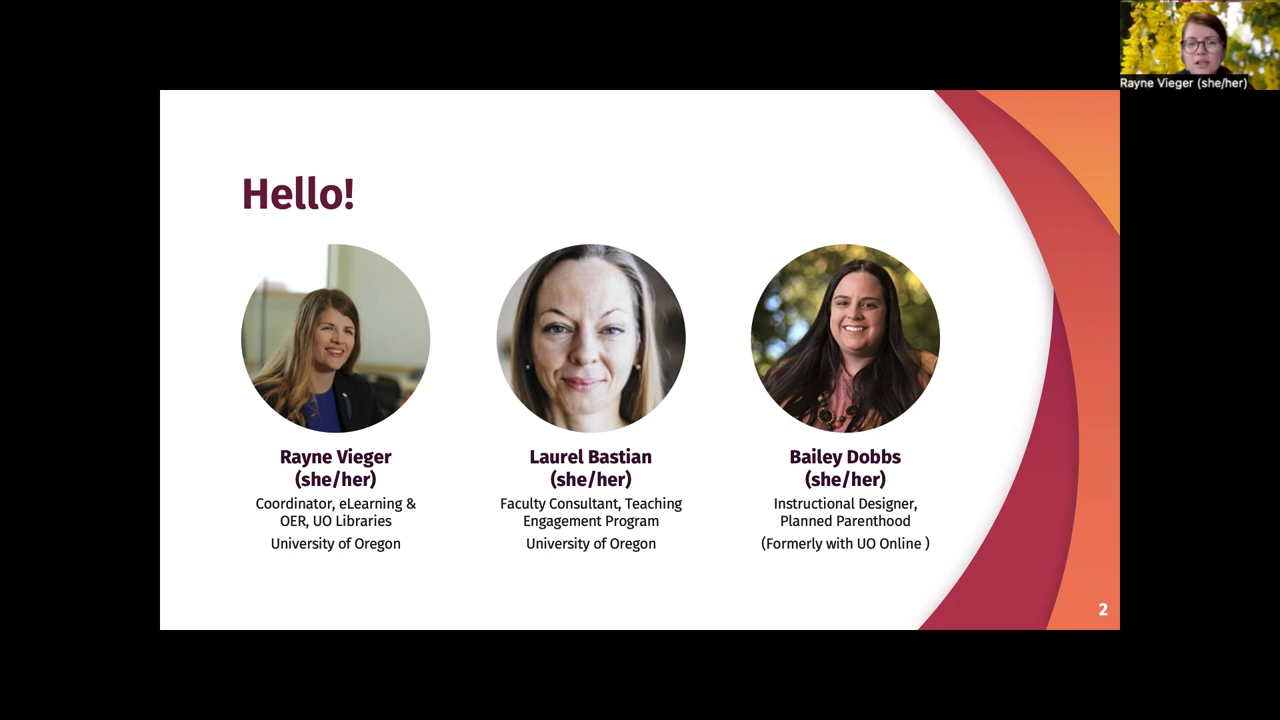 Rayne Vieger (she/her)
Hello!
Rayne Vieger
(she/her)
Coordinator, eLearning &
OER, UO Libraries
University of Oregon
Laurel Bastian
(she/her)
Faculty Consultant, Teaching
Engagement Program
University of Oregon
Bailey Dobbs
(she/her)
Instructional Designer,
Planned Parenthood
(Formerly with UO Online )
2